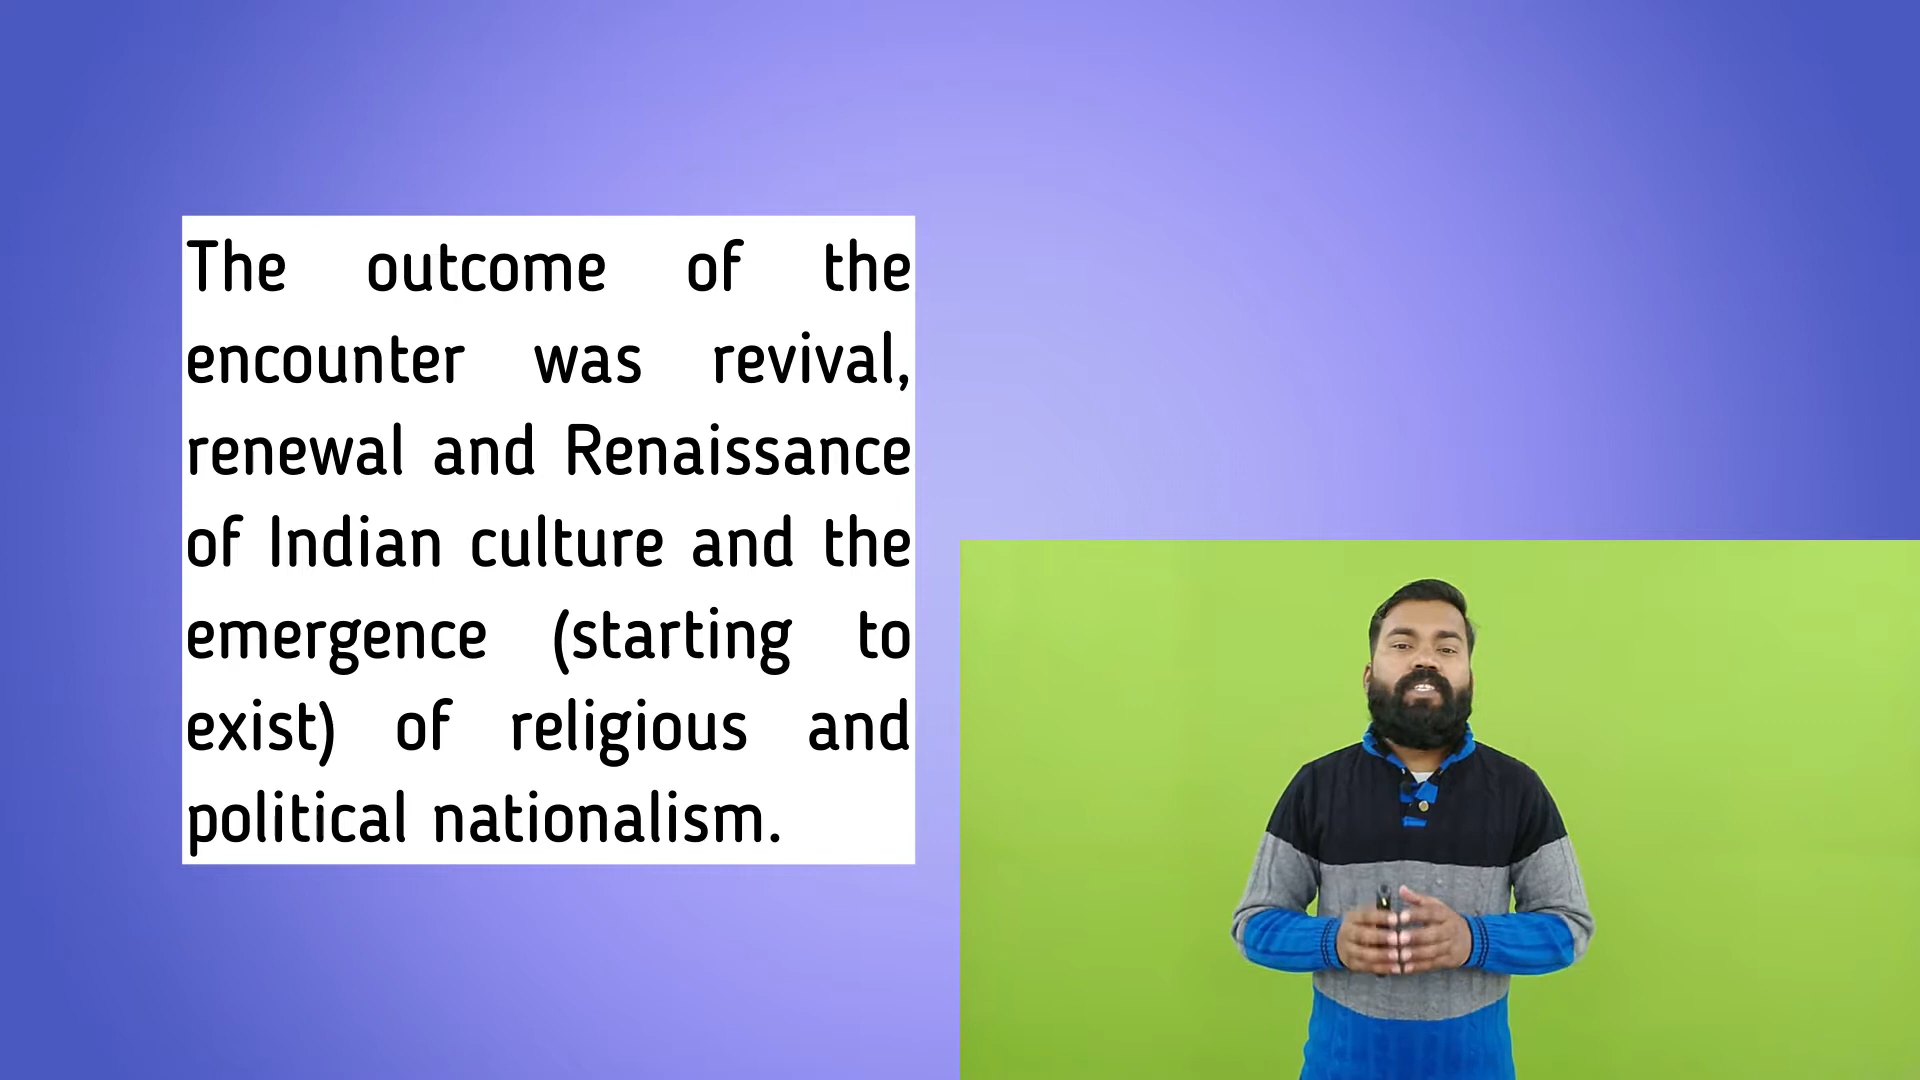 The outcome of the
encounter was revival,
renewal and Renaissance
of Indian culture and the
emergence (starting to
exist) of religious and
political nationalism.